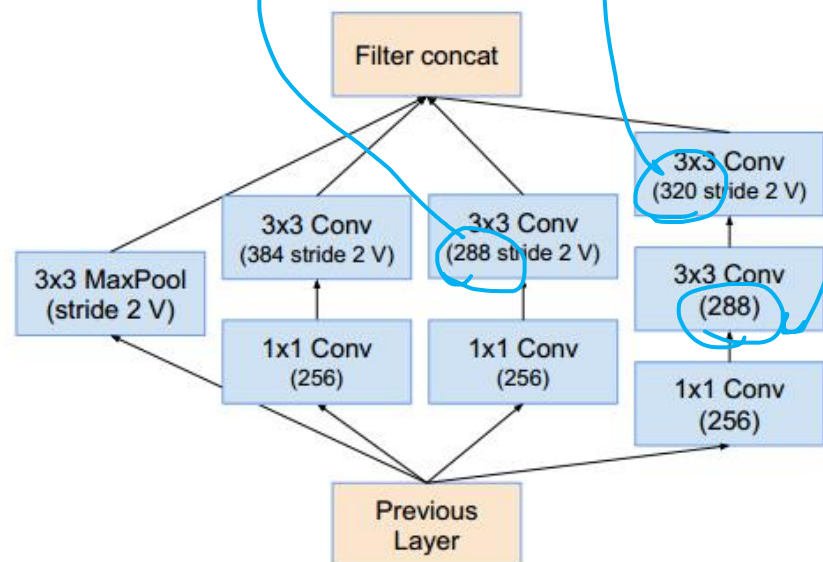 Filter concat
3x3 Conv
(320 stride 2 V)
3x3 Conv
(384 stride 2 V)
3x3 Conv
(288 stride 2 V)
3x3 MaxPool
(stride 2 V)
3x3 Conv
(288)
1x1 Conv
(256)
1x1 Conv
(256)
1x1 Conv
(256)
Previous
Layer